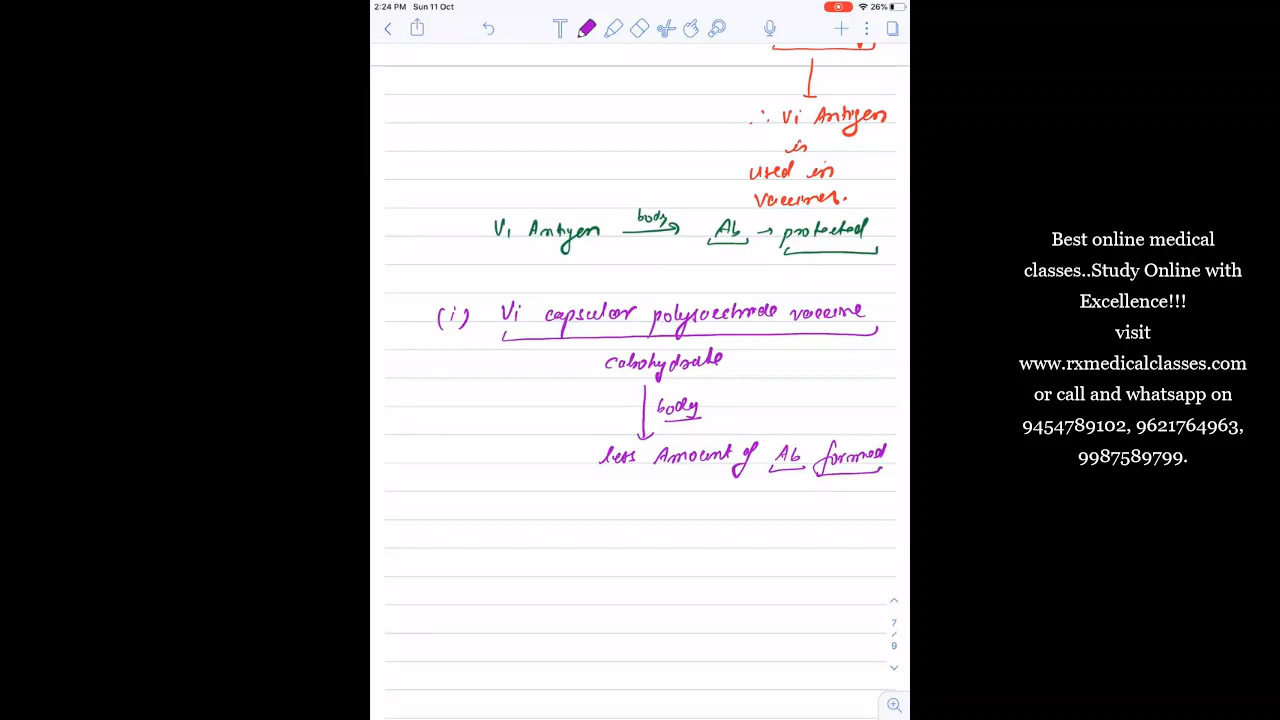 2:24 PM Sun 11 Oct
26%
∴ Vi Antigen
is
used in
vaccines.
Vi Antigen body → Ab → protected
(i) Vi capsular polysaccharide vaccine
carbohydrate
body
less Amount of Ab formed
7
/
9
Best online medical
classes..Study Online with
Excellence!!!
visit
www.rxmedicalclasses.com
or call and whatsapp on
9454789102, 9621764963,
9987589799.